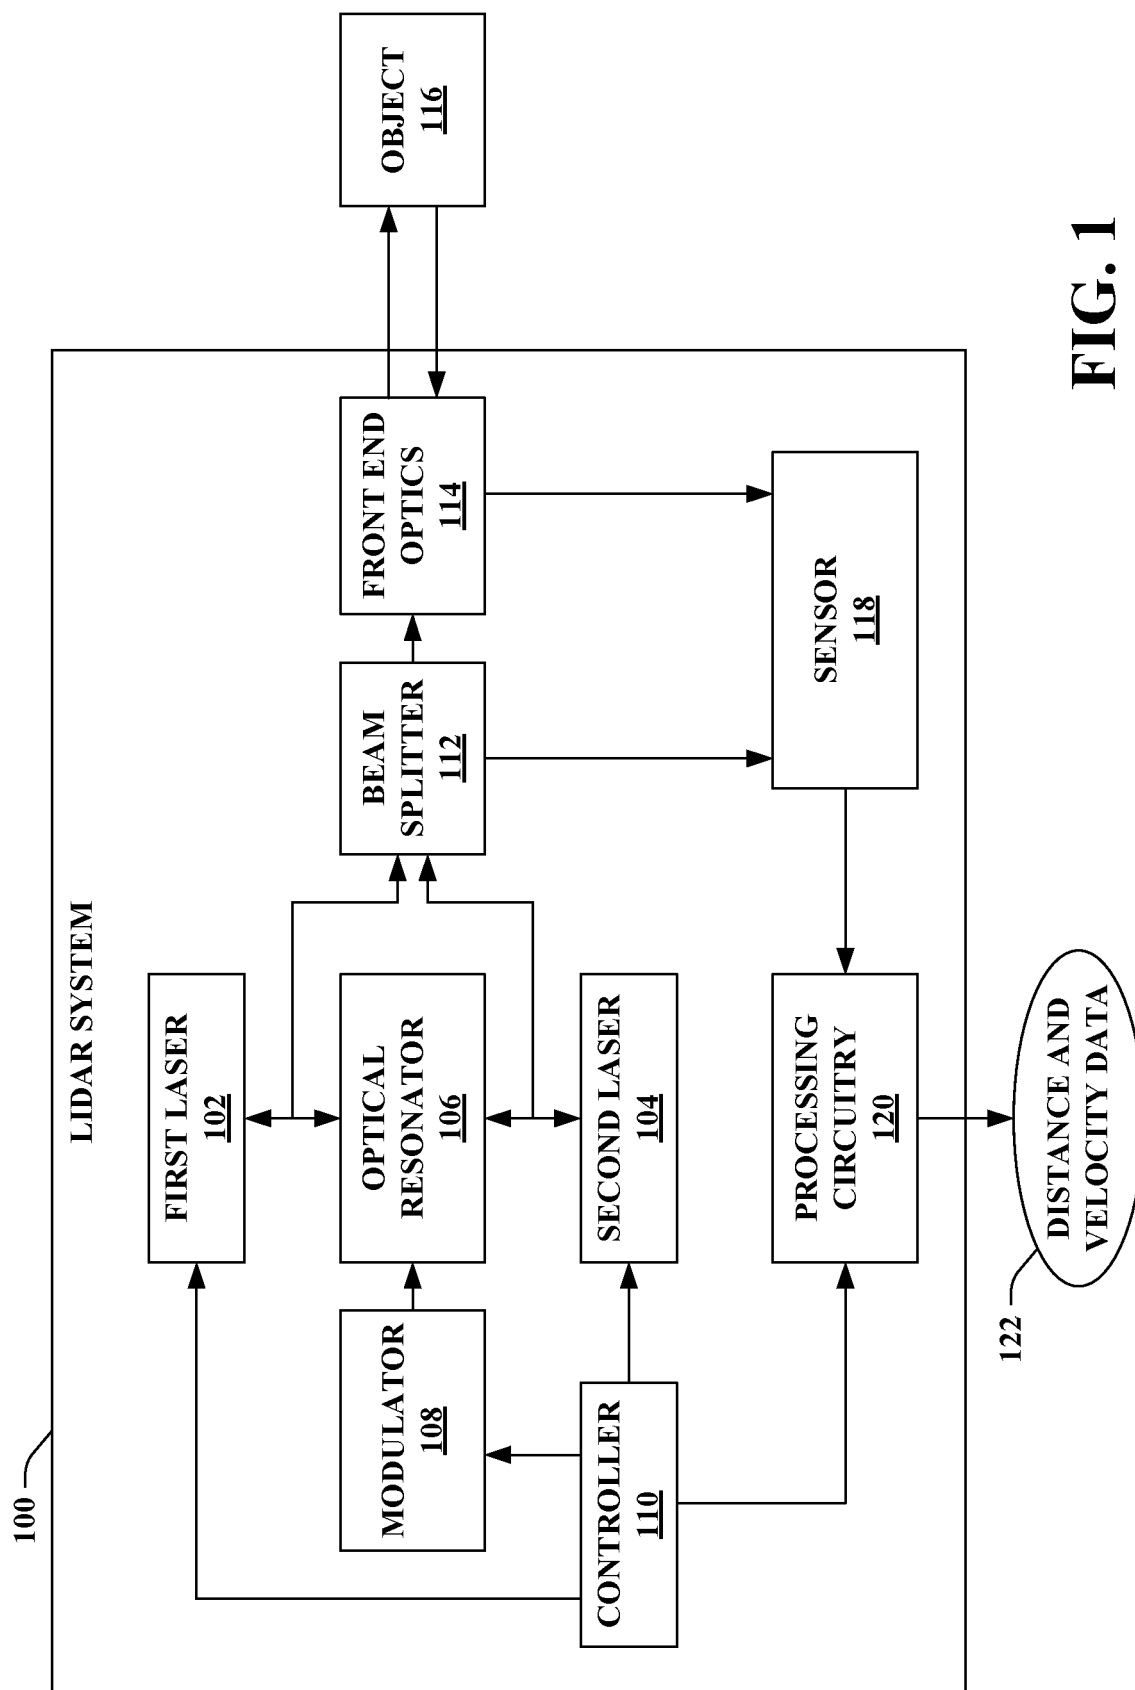 100
LIDAR SYSTEM
FIRST LASER
102
MODULATOR
108
OPTICAL
RESONATOR
106
BEAM
SPLITTER
112
FRONT END
OPTICS
114
OBJECT
116
CONTROLLER
110
SECOND LASER
104
PROCESSING
CIRCUITRY
120
SENSOR
118
122
DISTANCE AND
VELOCITY DATA
FIG. 1